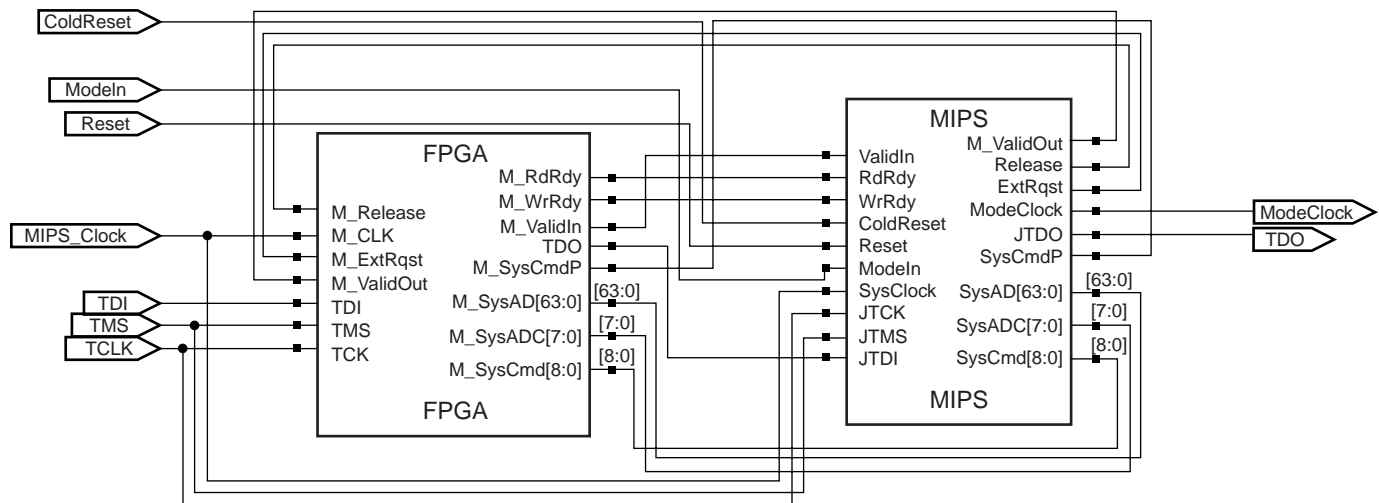 ColdReset
ModeIn
Reset
MIPS_Clock
TDI
TMS
TCLK
FPGA
M_Release
M_CLK
M_ExtRqst
M_ValidOut
TDI
TMS
TCK
M_RdRdy
M_WrRdy
M_ValidIn
TDO
M_SysCmdP
M_SysAD[63:0]
[63:0]
M_SysADC[7:0]
[7:0]
M_SysCmd[8:0]
[8:0]
FPGA
MIPS
ValidIn
RdRdy
WrRdy
ColdReset
Reset
ModeIn
SysClock
JTCK
JTMS
JTDI
M_ValidOut
Release
ExtRqst
ModeClock
JTDO
SysCmdP
SysAD[63:0]
[63:0]
SysADC[7:0]
[7:0]
SysCmd[8:0]
[8:0]
MIPS
ModeClock
TDO